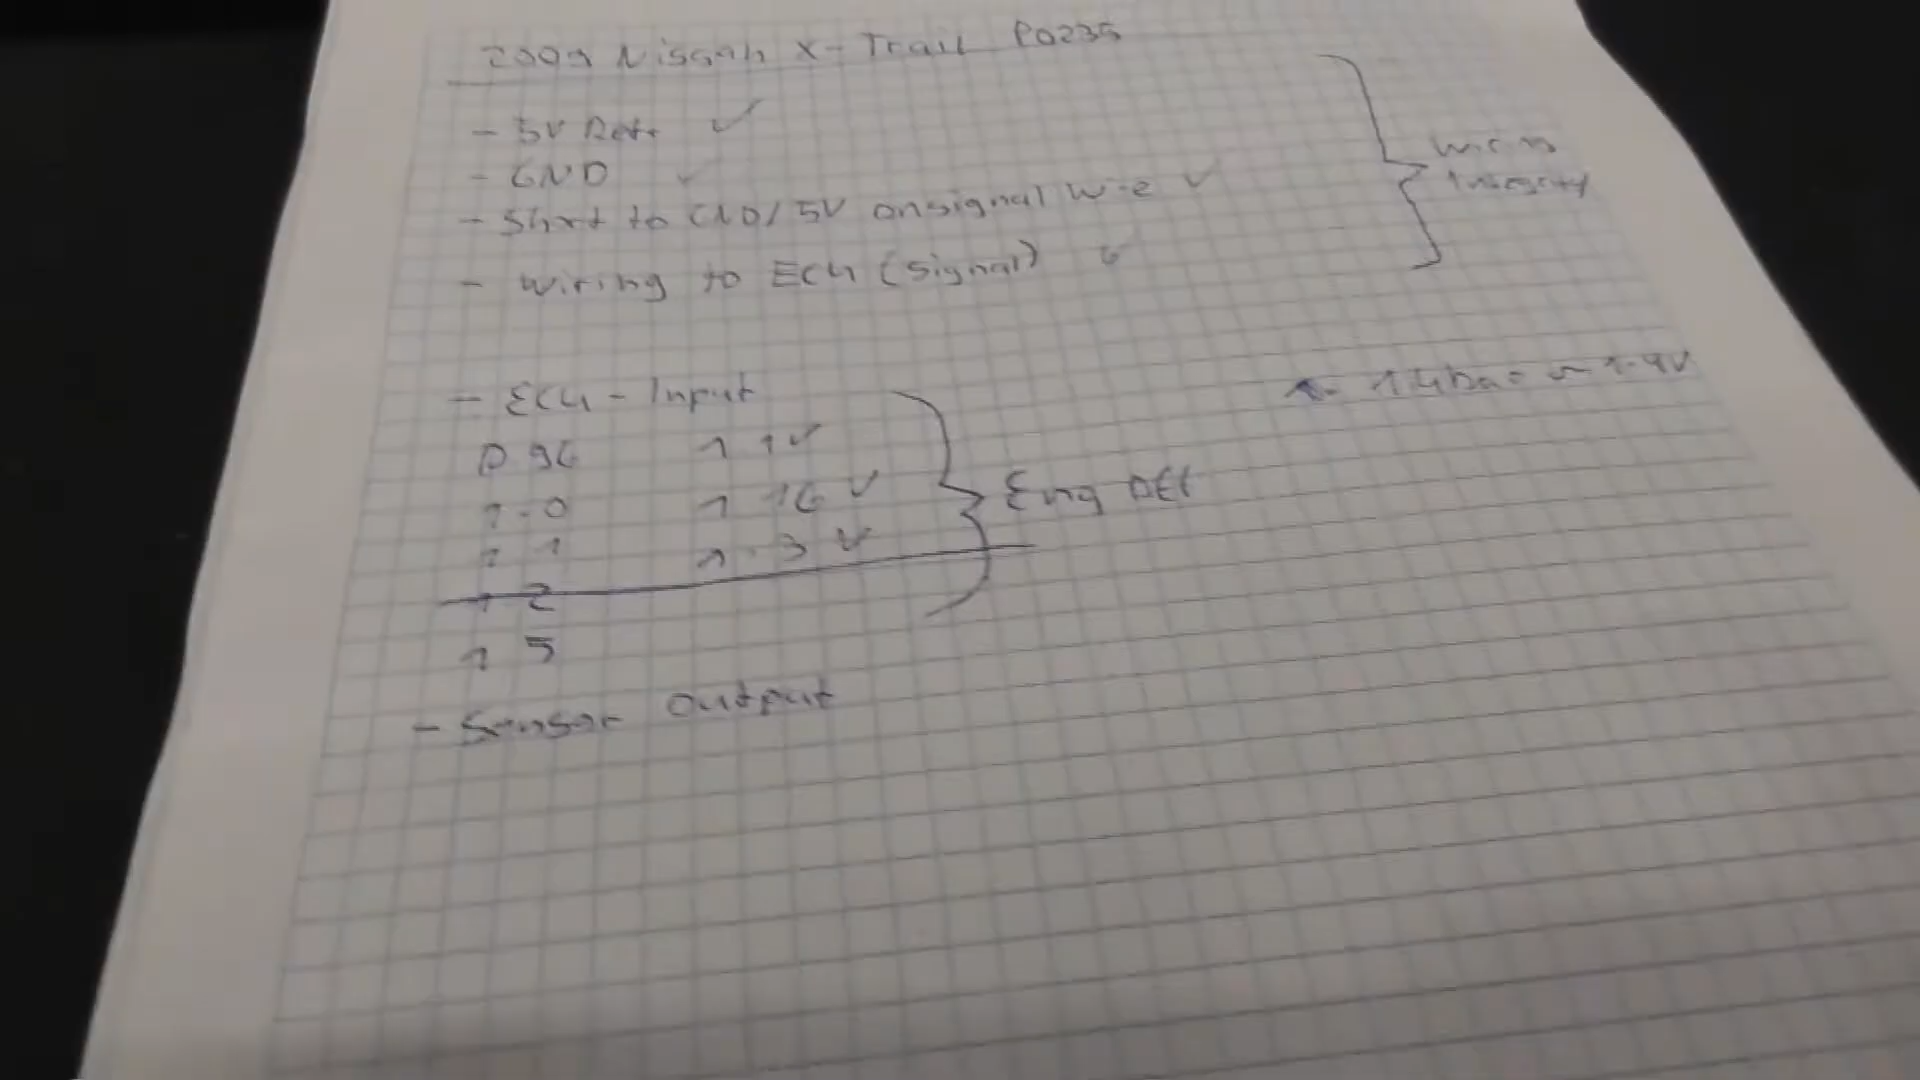 2009 Nissan X-Trail P0235
- 5V Ref. ✓
- GND ✓
- Short to GND/5V on signal ✓
- Wiring to ECU (Signal) ✓
Wiring
Integrity
- ECU-Input
0.96 1.1V
1.0 1.16V
1.1 1.3V
1.2
1.5
Eng Off
- Sensor Output